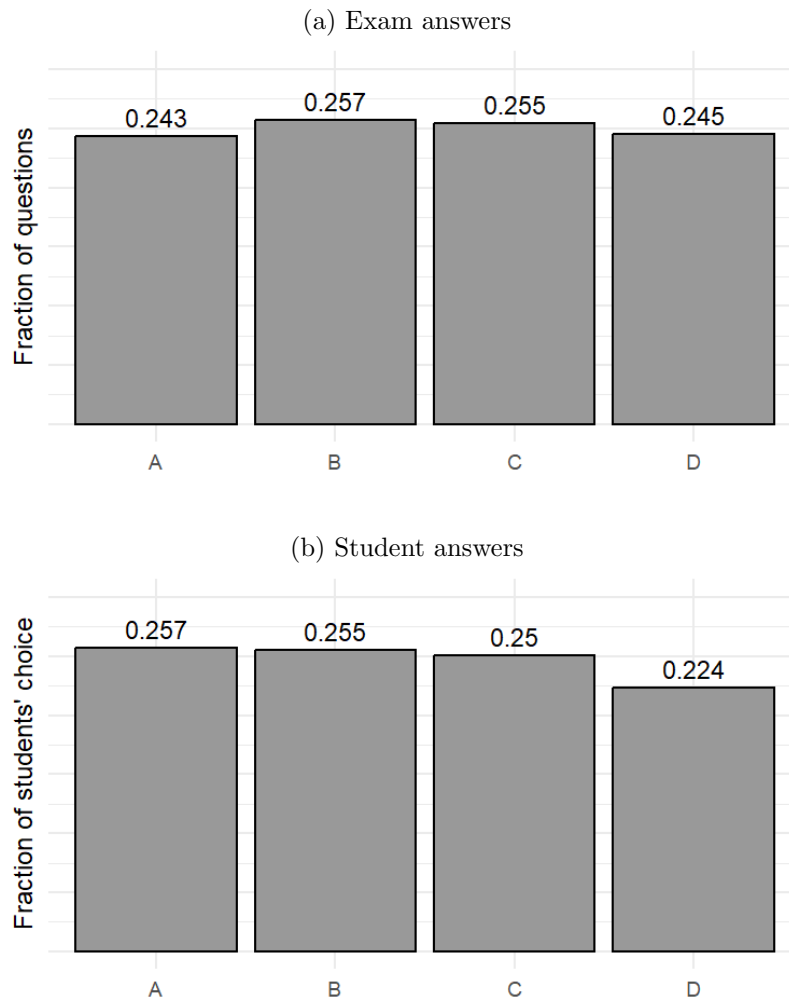 (a) Exam answers
0.243
0.257
0.255
0.245
Fraction of questions
A
B
C
D
(b) Student answers
0.257
0.255
0.25
0.224
Fraction of students' choice
A
B
C
D